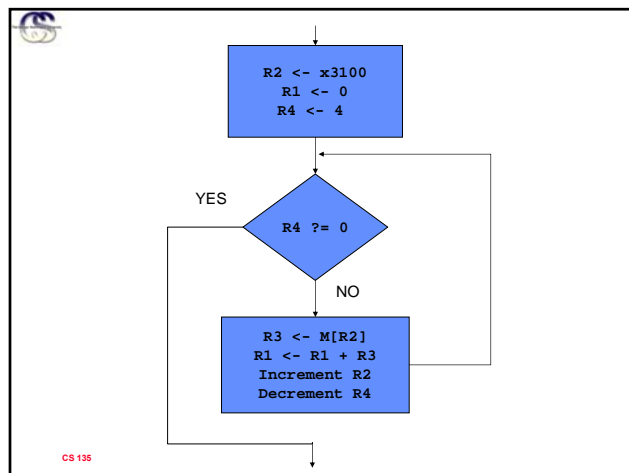 R2 <- x3100
R1 <- 0
R4 <- 4
YES
R4 ?= 0
NO
R3 <- M[R2]
R1 <- R1 + R3
Increment R2
Decrement R4
CS 135